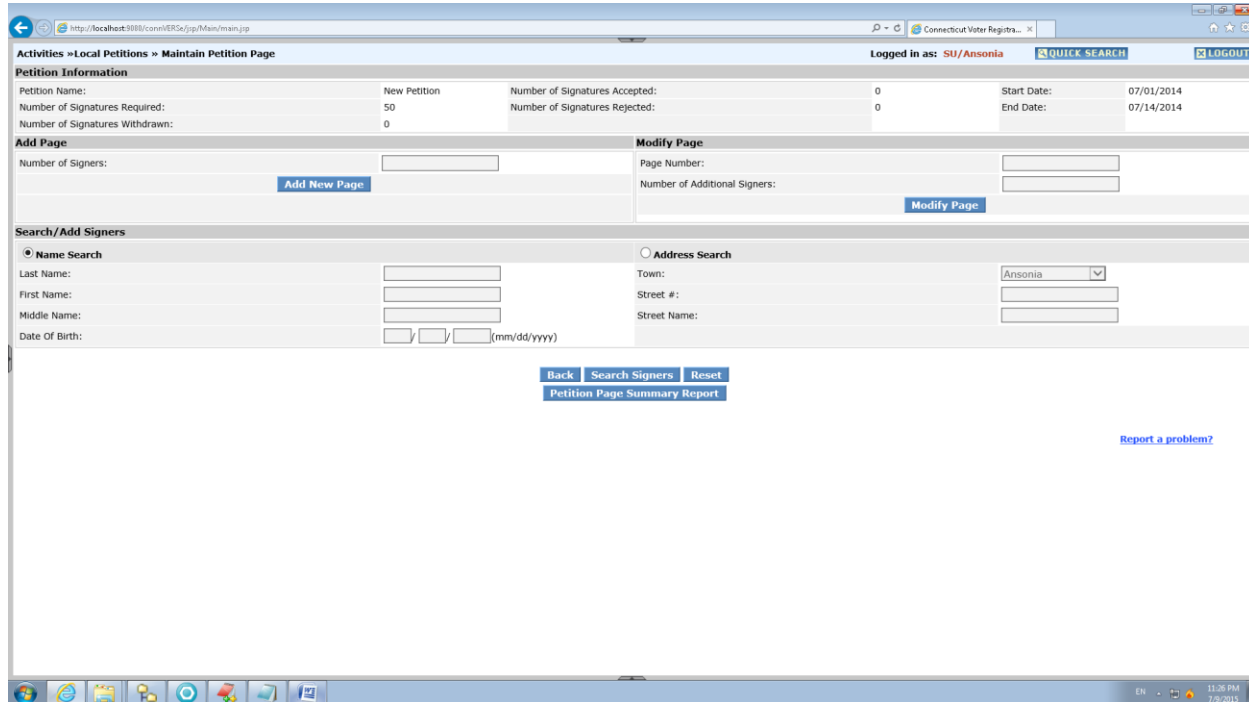 http://localhost:9080/connVERSe/jsp/Main/main.jsp
Connecticut Voter Registra...
Activities »Local Petitions » Maintain Petition Page Logged in as: SU/Ansonia QUICK SEARCH LOGOUT
Petition Information
Petition Name: New Petition Number of Signatures Accepted: 0 Start Date: 07/01/2014
Number of Signatures Required: 50 Number of Signatures Rejected: 0 End Date: 07/14/2014
Number of Signatures Withdrawn: 0
Add Page Modify Page
Number of Signers: Page Number:
Add New Page Number of Additional Signers:
Modify Page
Search/Add Signers
Name Search Address Search
Last Name: Town: Ansonia
First Name: Street #:
Middle Name: Street Name:
Date Of Birth: / / (mm/dd/yyyy)
Back Search Signers Reset
Petition Page Summary Report
Report a problem?
EN 11:26 PM
7/9/2015